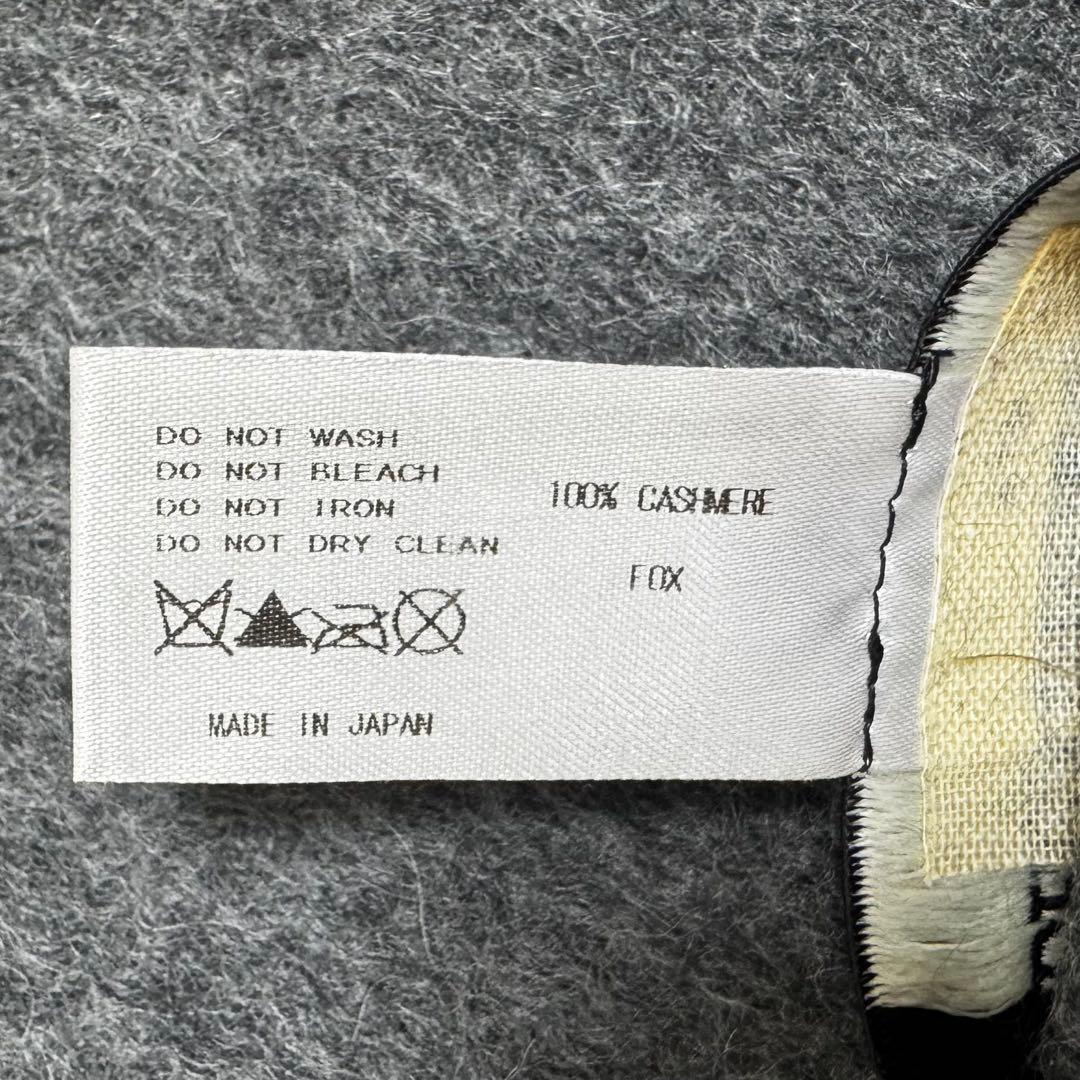 DO NOT WASH
DO NOT BLEACH
DO NOT IRON
DO NOT DRY CLEAN
MADE IN JAPAN
100% CASHMERE
FOX